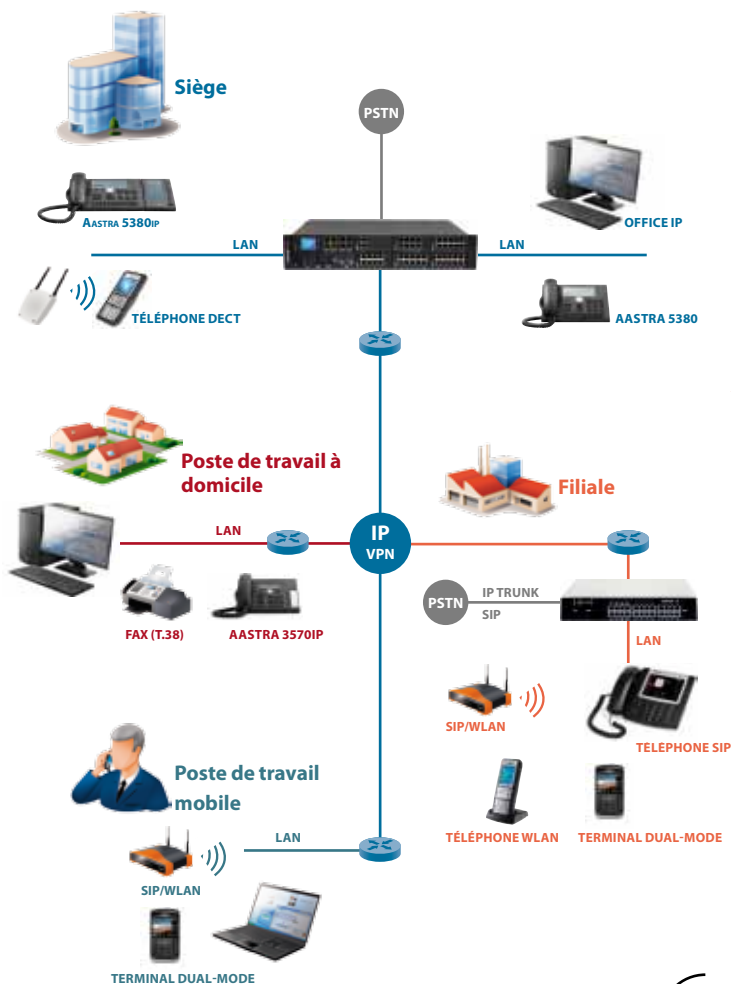 Siège
PSTN
AASTRA 5380IP
OFFICE IP
LAN
LAN
TÉLÉPHONE DECT
AASTRA 5380
Poste de travail à
domicile
Filiale
LAN
IP
VPN
PSTN
IP TRUNK
SIP
FAX (T.38)
AASTRA 3570IP
LAN
SIP/WLAN
TÉLÉPHONE SIP
Poste de travail
mobile
LAN
TÉLÉPHONE WLAN
TERMINAL DUAL-MODE
SIP/WLAN
TERMINAL DUAL-MODE